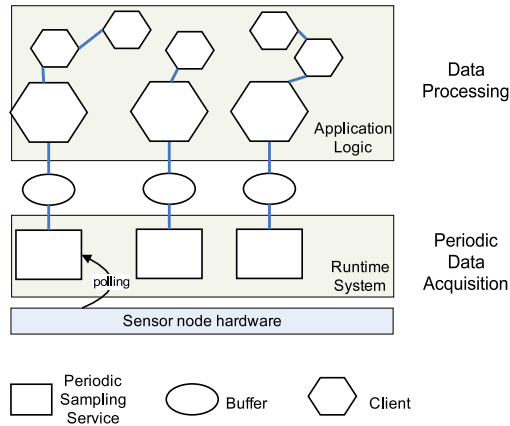 Data
Processing
Application
Logic
Periodic
Data
Acquisition
polling
Runtime
System
Sensor node hardware
Periodic
Sampling
Service
Buffer
Client